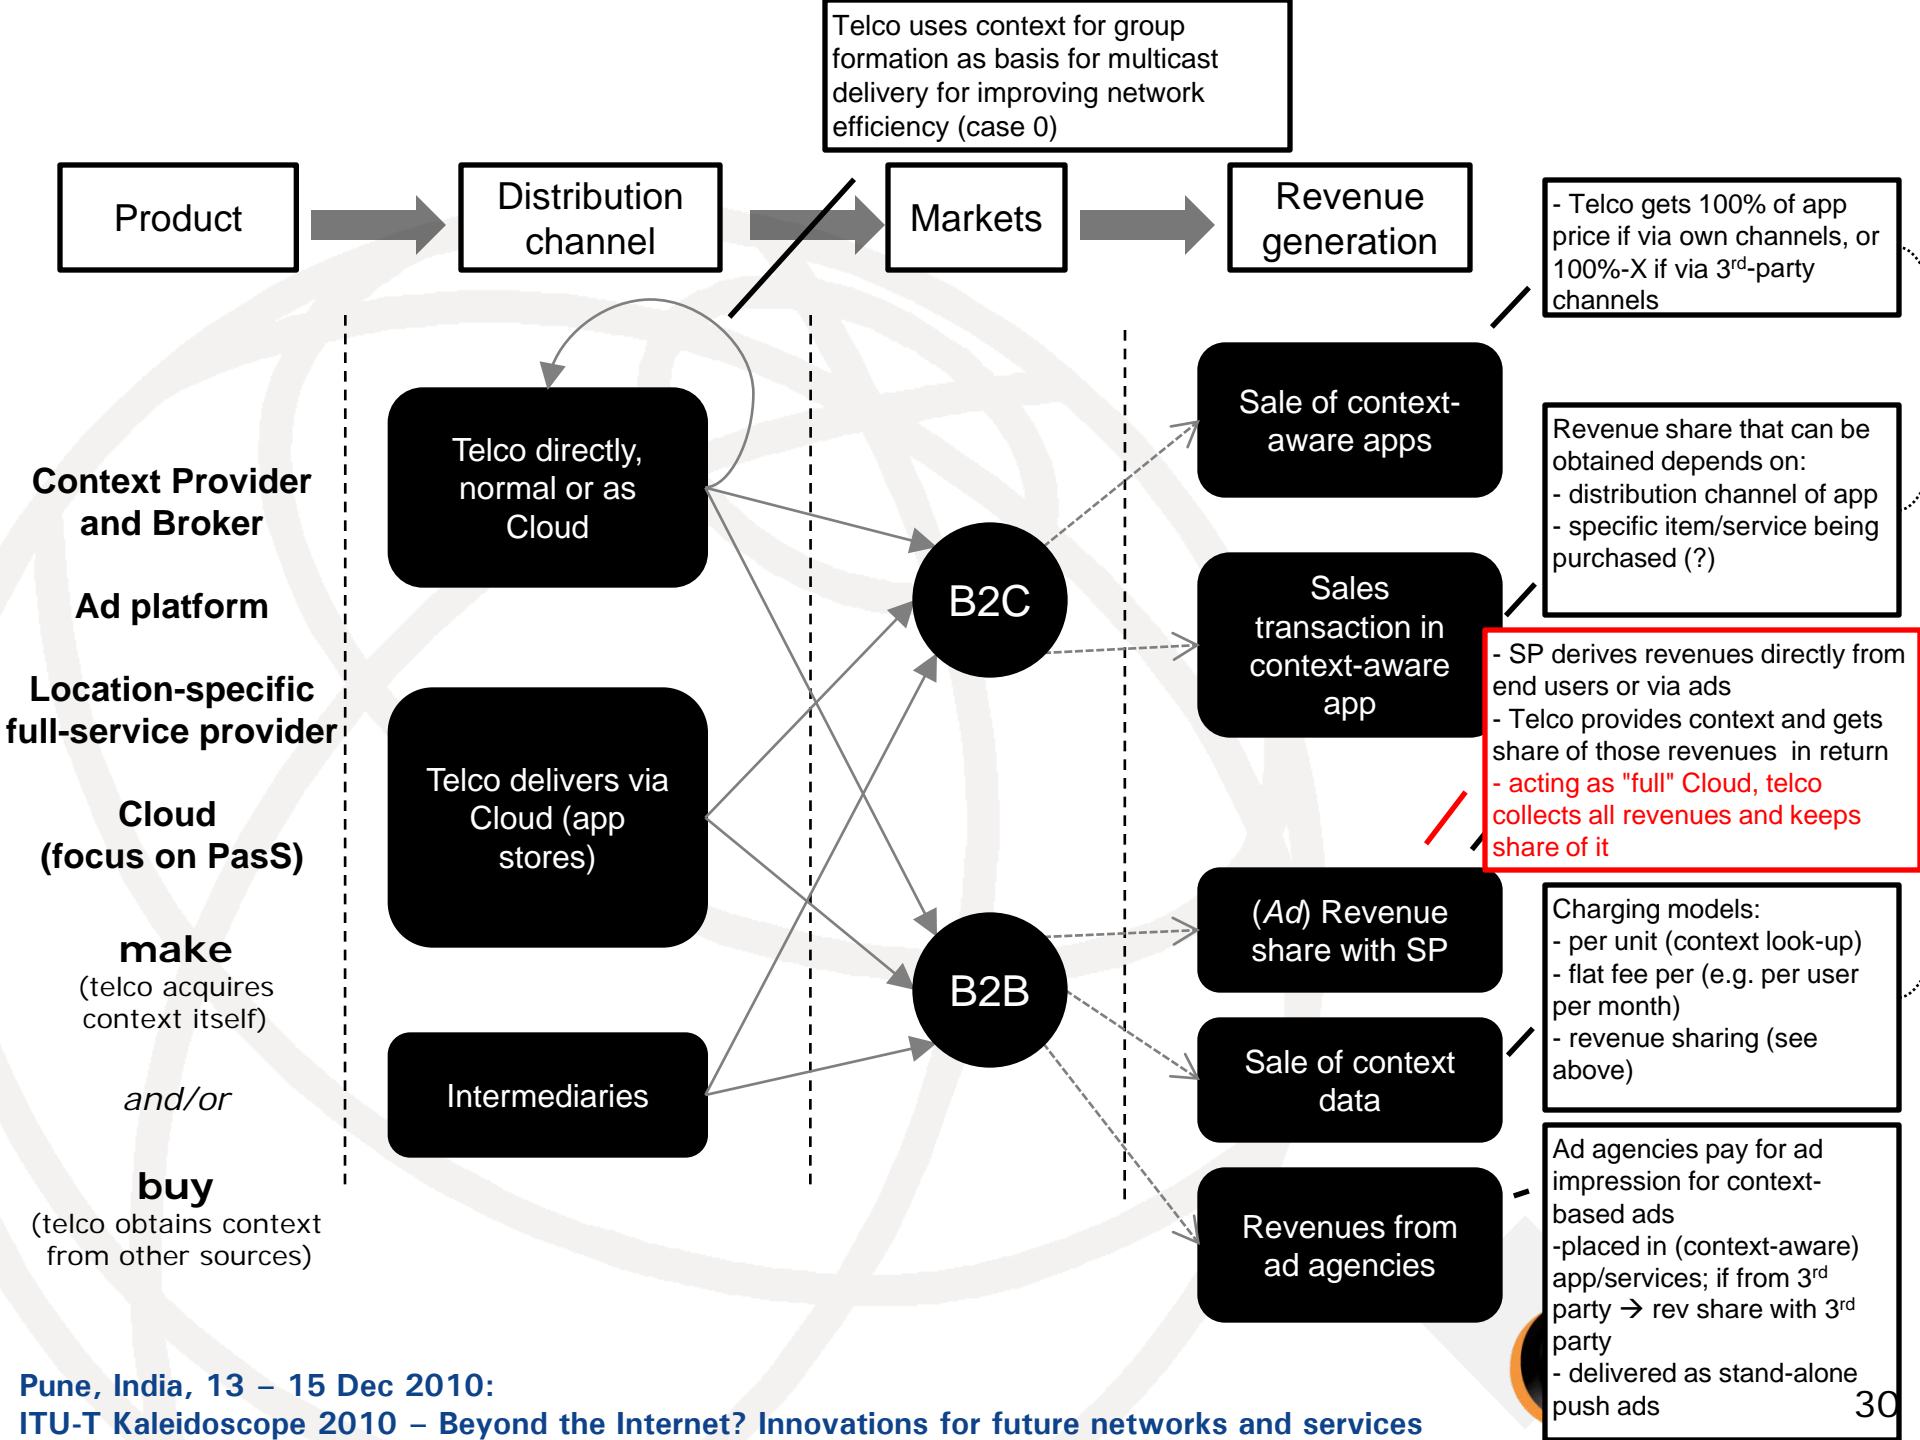 Telco uses context for group
formation as basis for multicast
delivery for improving network
efficiency (case 0)
Product
Distribution
channel
Markets
Revenue
generation
- Telco gets 100% of app
price if via own channels, or
100%-X if via 3rd-party
channels
Context Provider
and Broker
Ad platform
Location-specific
full-service provider
Cloud
(focus on PasS)
make
(telco acquires
context itself)
and/or
buy
(telco obtains context
from other sources)
Telco directly,
normal or as
Cloud
Telco delivers via
Cloud (app
stores)
Intermediaries
B2C
B2B
Sale of context-
aware apps
Sales
transaction in
context-aware
app
(Ad) Revenue
share with SP
Sale of context
data
Revenues from
ad agencies
Revenue share that can be
obtained depends on:
- distribution channel of app
- specific item/service being
purchased (?)
- SP derives revenues directly from
end users or via ads
- Telco provides context and gets
share of those revenues  in return
- acting as "full" Cloud, telco
collects all revenues and keeps
share of it
Charging models:
- per unit (context look-up)
- flat fee per (e.g. per user
per month)
- revenue sharing (see
above)
Ad agencies pay for ad
impression for context-
based ads
-placed in (context-aware)
app/services; if from 3rd
party → rev share with 3rd
party
- delivered as stand-alone
push ads
Pune, India, 13 – 15 Dec 2010:
ITU-T Kaleidoscope 2010 – Beyond the Internet? Innovations for future networks and services
30